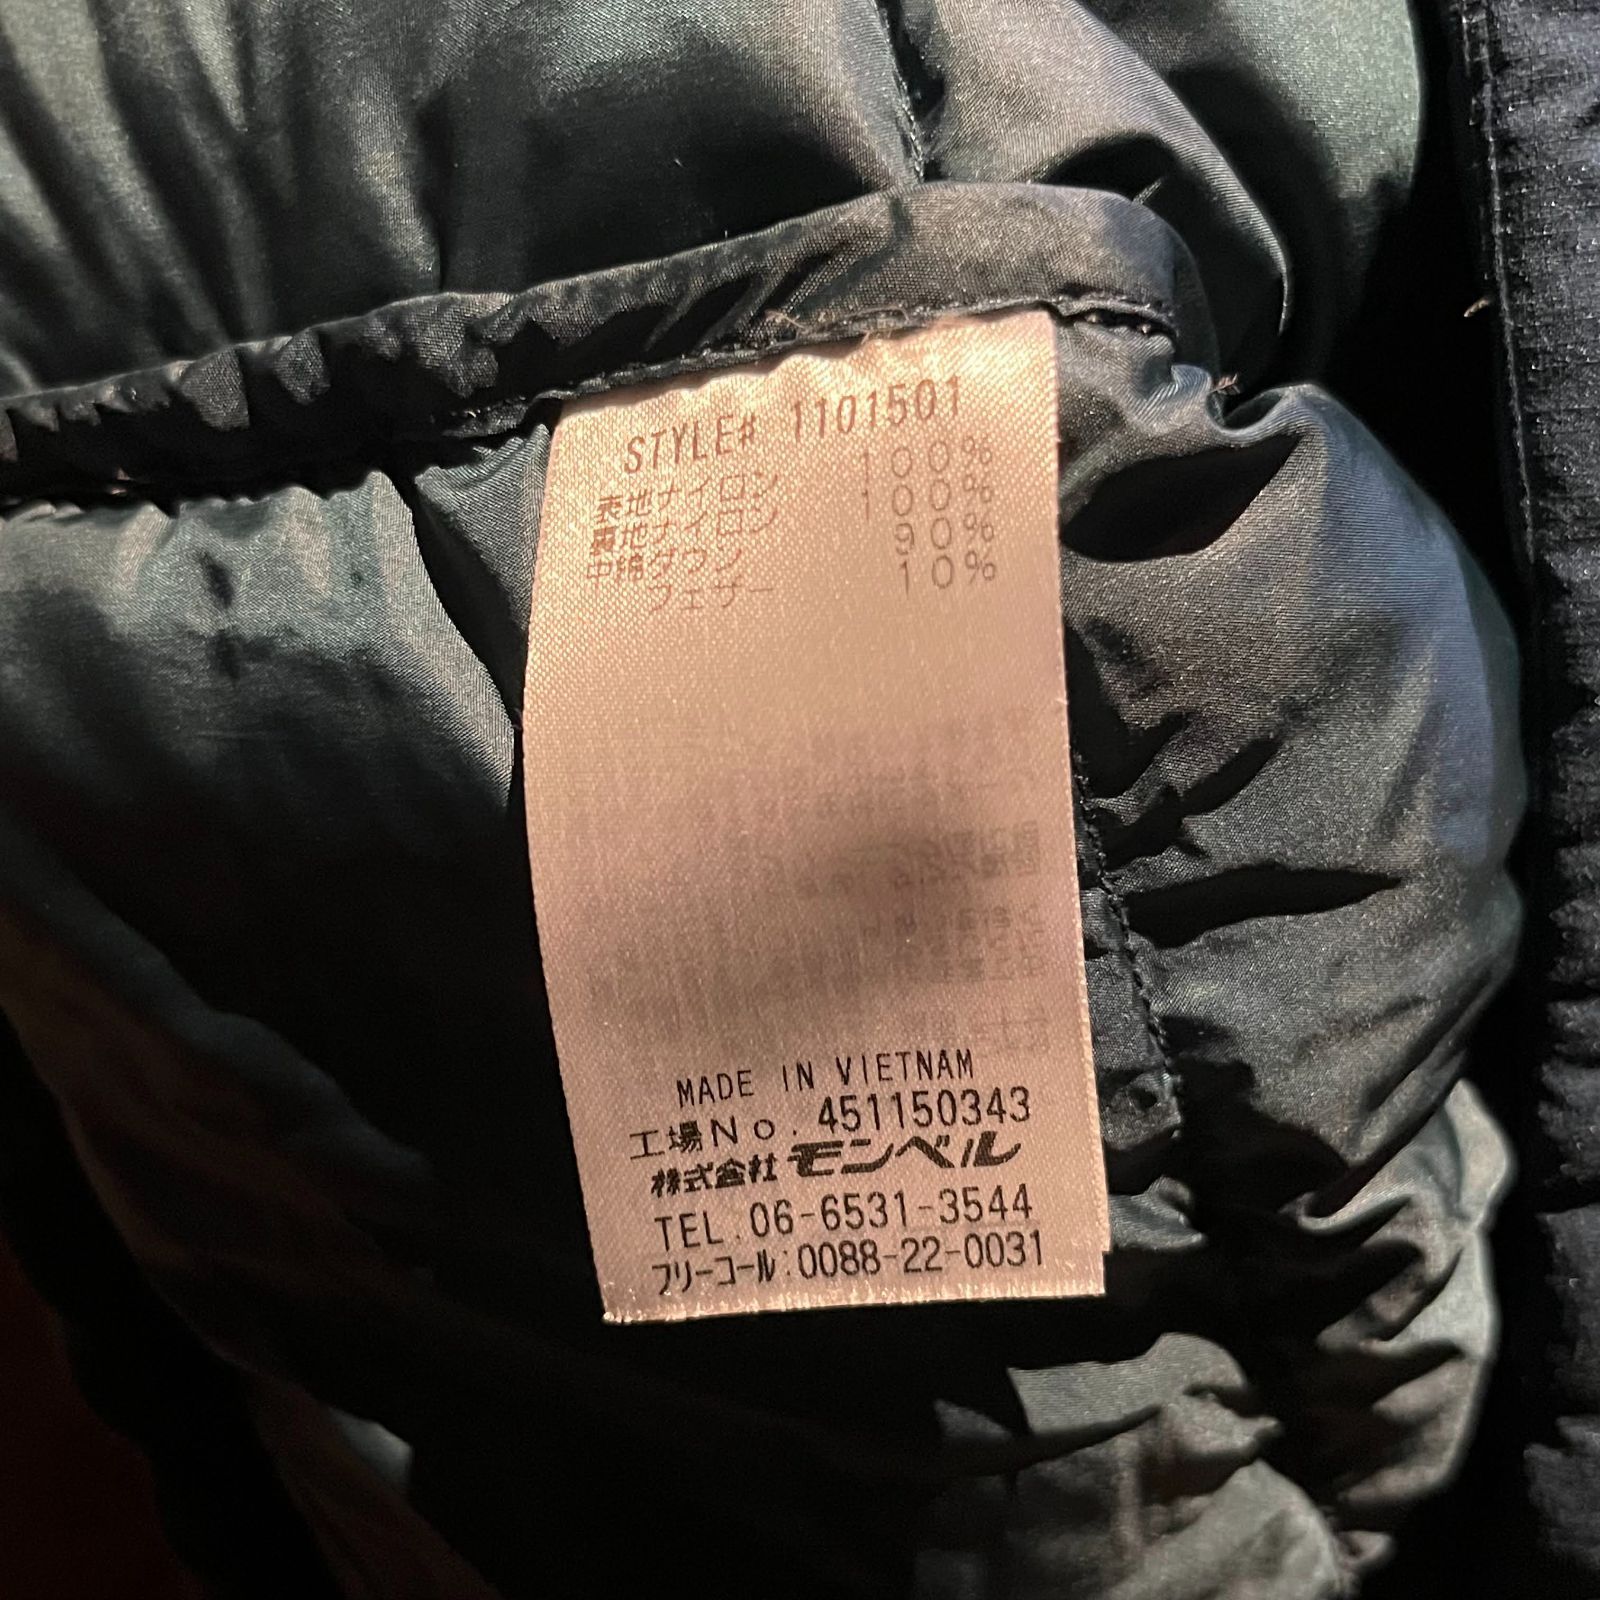 STYLE# 1101501
表地ナイロン 100%
裏地ナイロン 100%
中綿ダウン 90%
フェザー 10%
MADE IN VIETNAM
工場No. 451150343
株式会社モンベル
TEL.06-6531-3544
フリーコール:0088-22-0031